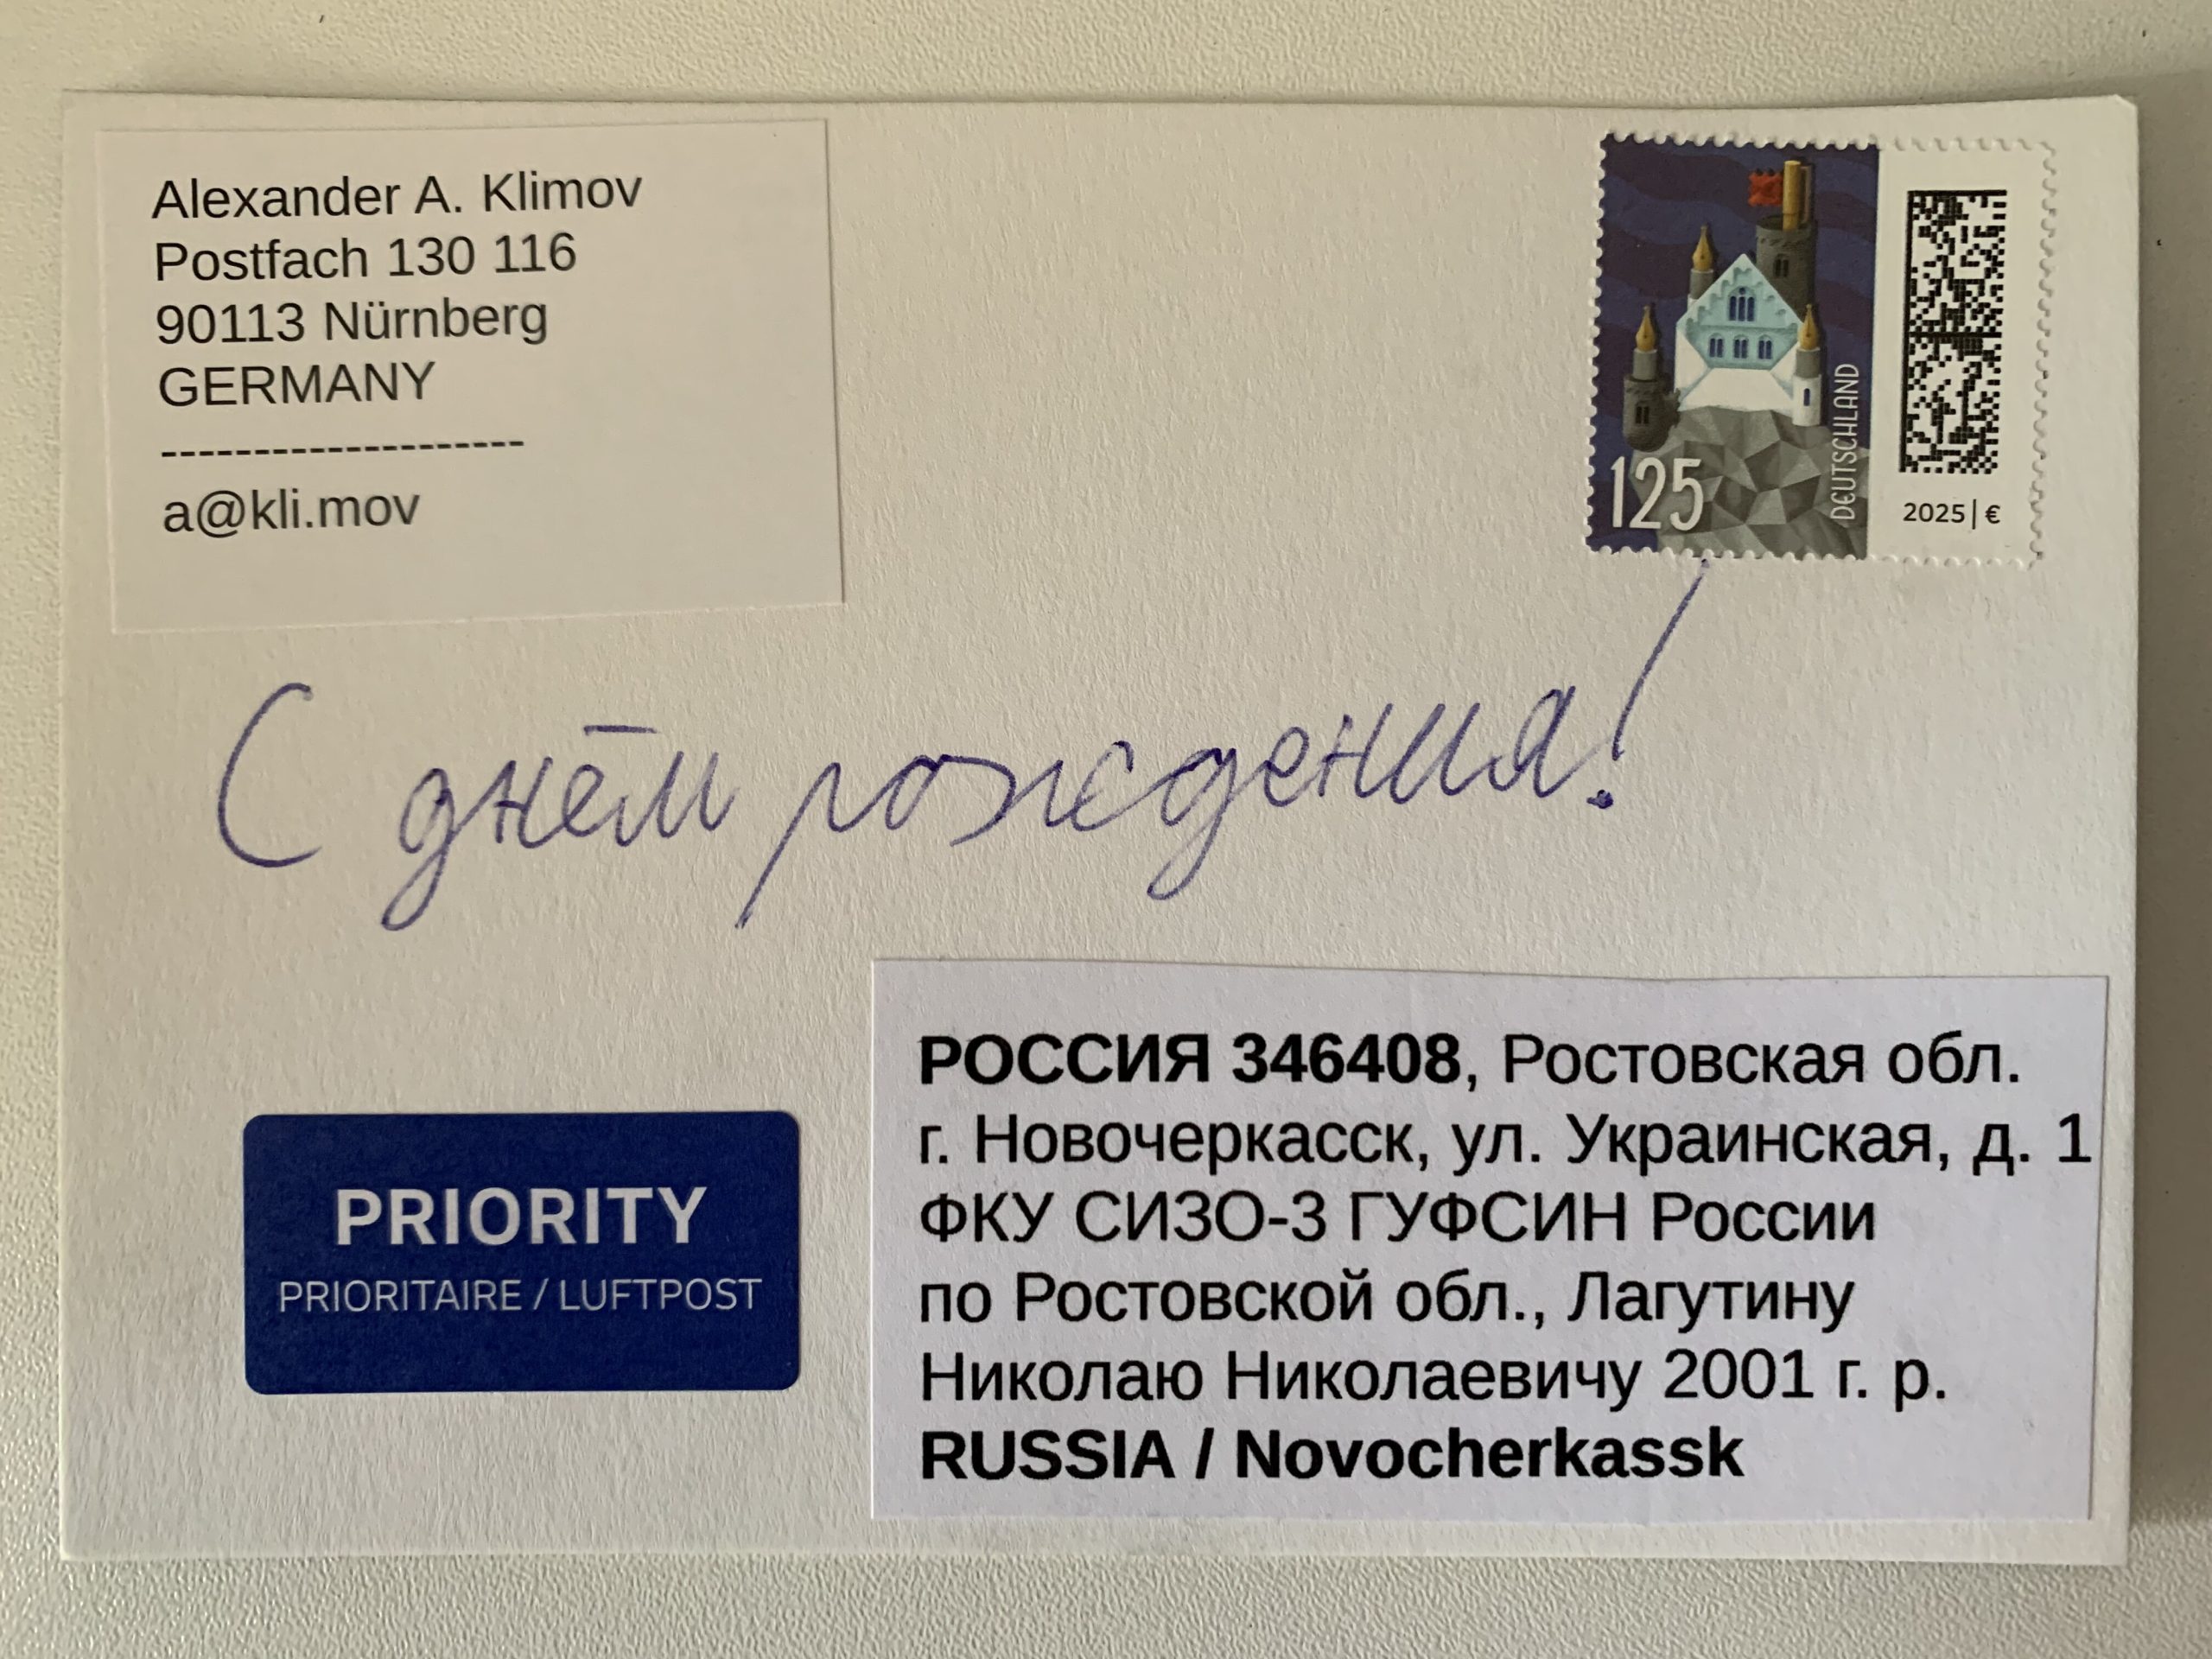 Alexander A. Klimov
Postfach 130 116
90113 Nürnberg
GERMANY
--------------------
a@kli.mov
125
DEUTSCHLAND
2025|€
С днём рождения!
PRIORITY
PRIORITAIRE / LUFTPOST
РОССИЯ 346408, Ростовская обл.
г. Новочеркасск, ул. Украинская, д. 1
ФКУ СИЗО-3 ГУФСИН России
по Ростовской обл., Лагутину
Николаю Николаевичу 2001 г. р.
RUSSIA / Novocherkassk